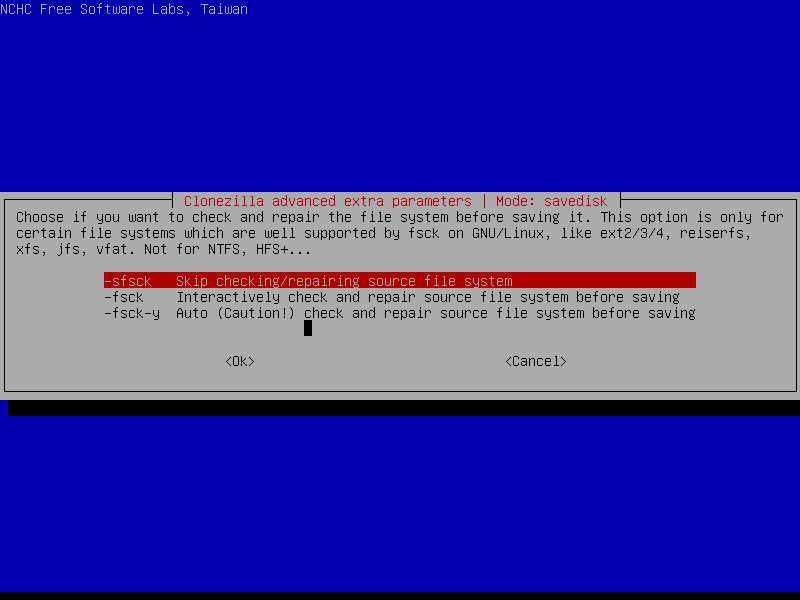 NCHC Free Software Labs, Taiwan
Clonezilla advanced extra parameters | Mode: savedisk
Choose if you want to check and repair the file system before saving it. This option is only for
certain file systems which are well supported by fsck on GNU/Linux, like ext2/3/4, reiserfs,
xfs, jfs, vfat. Not for NTFS, HFS+...
-sfsck Skip checking/repairing source file system
-fsck Interactively check and repair source file system before saving
-fsck-y Auto (Caution!) check and repair source file system before saving
<Ok> <Cancel>